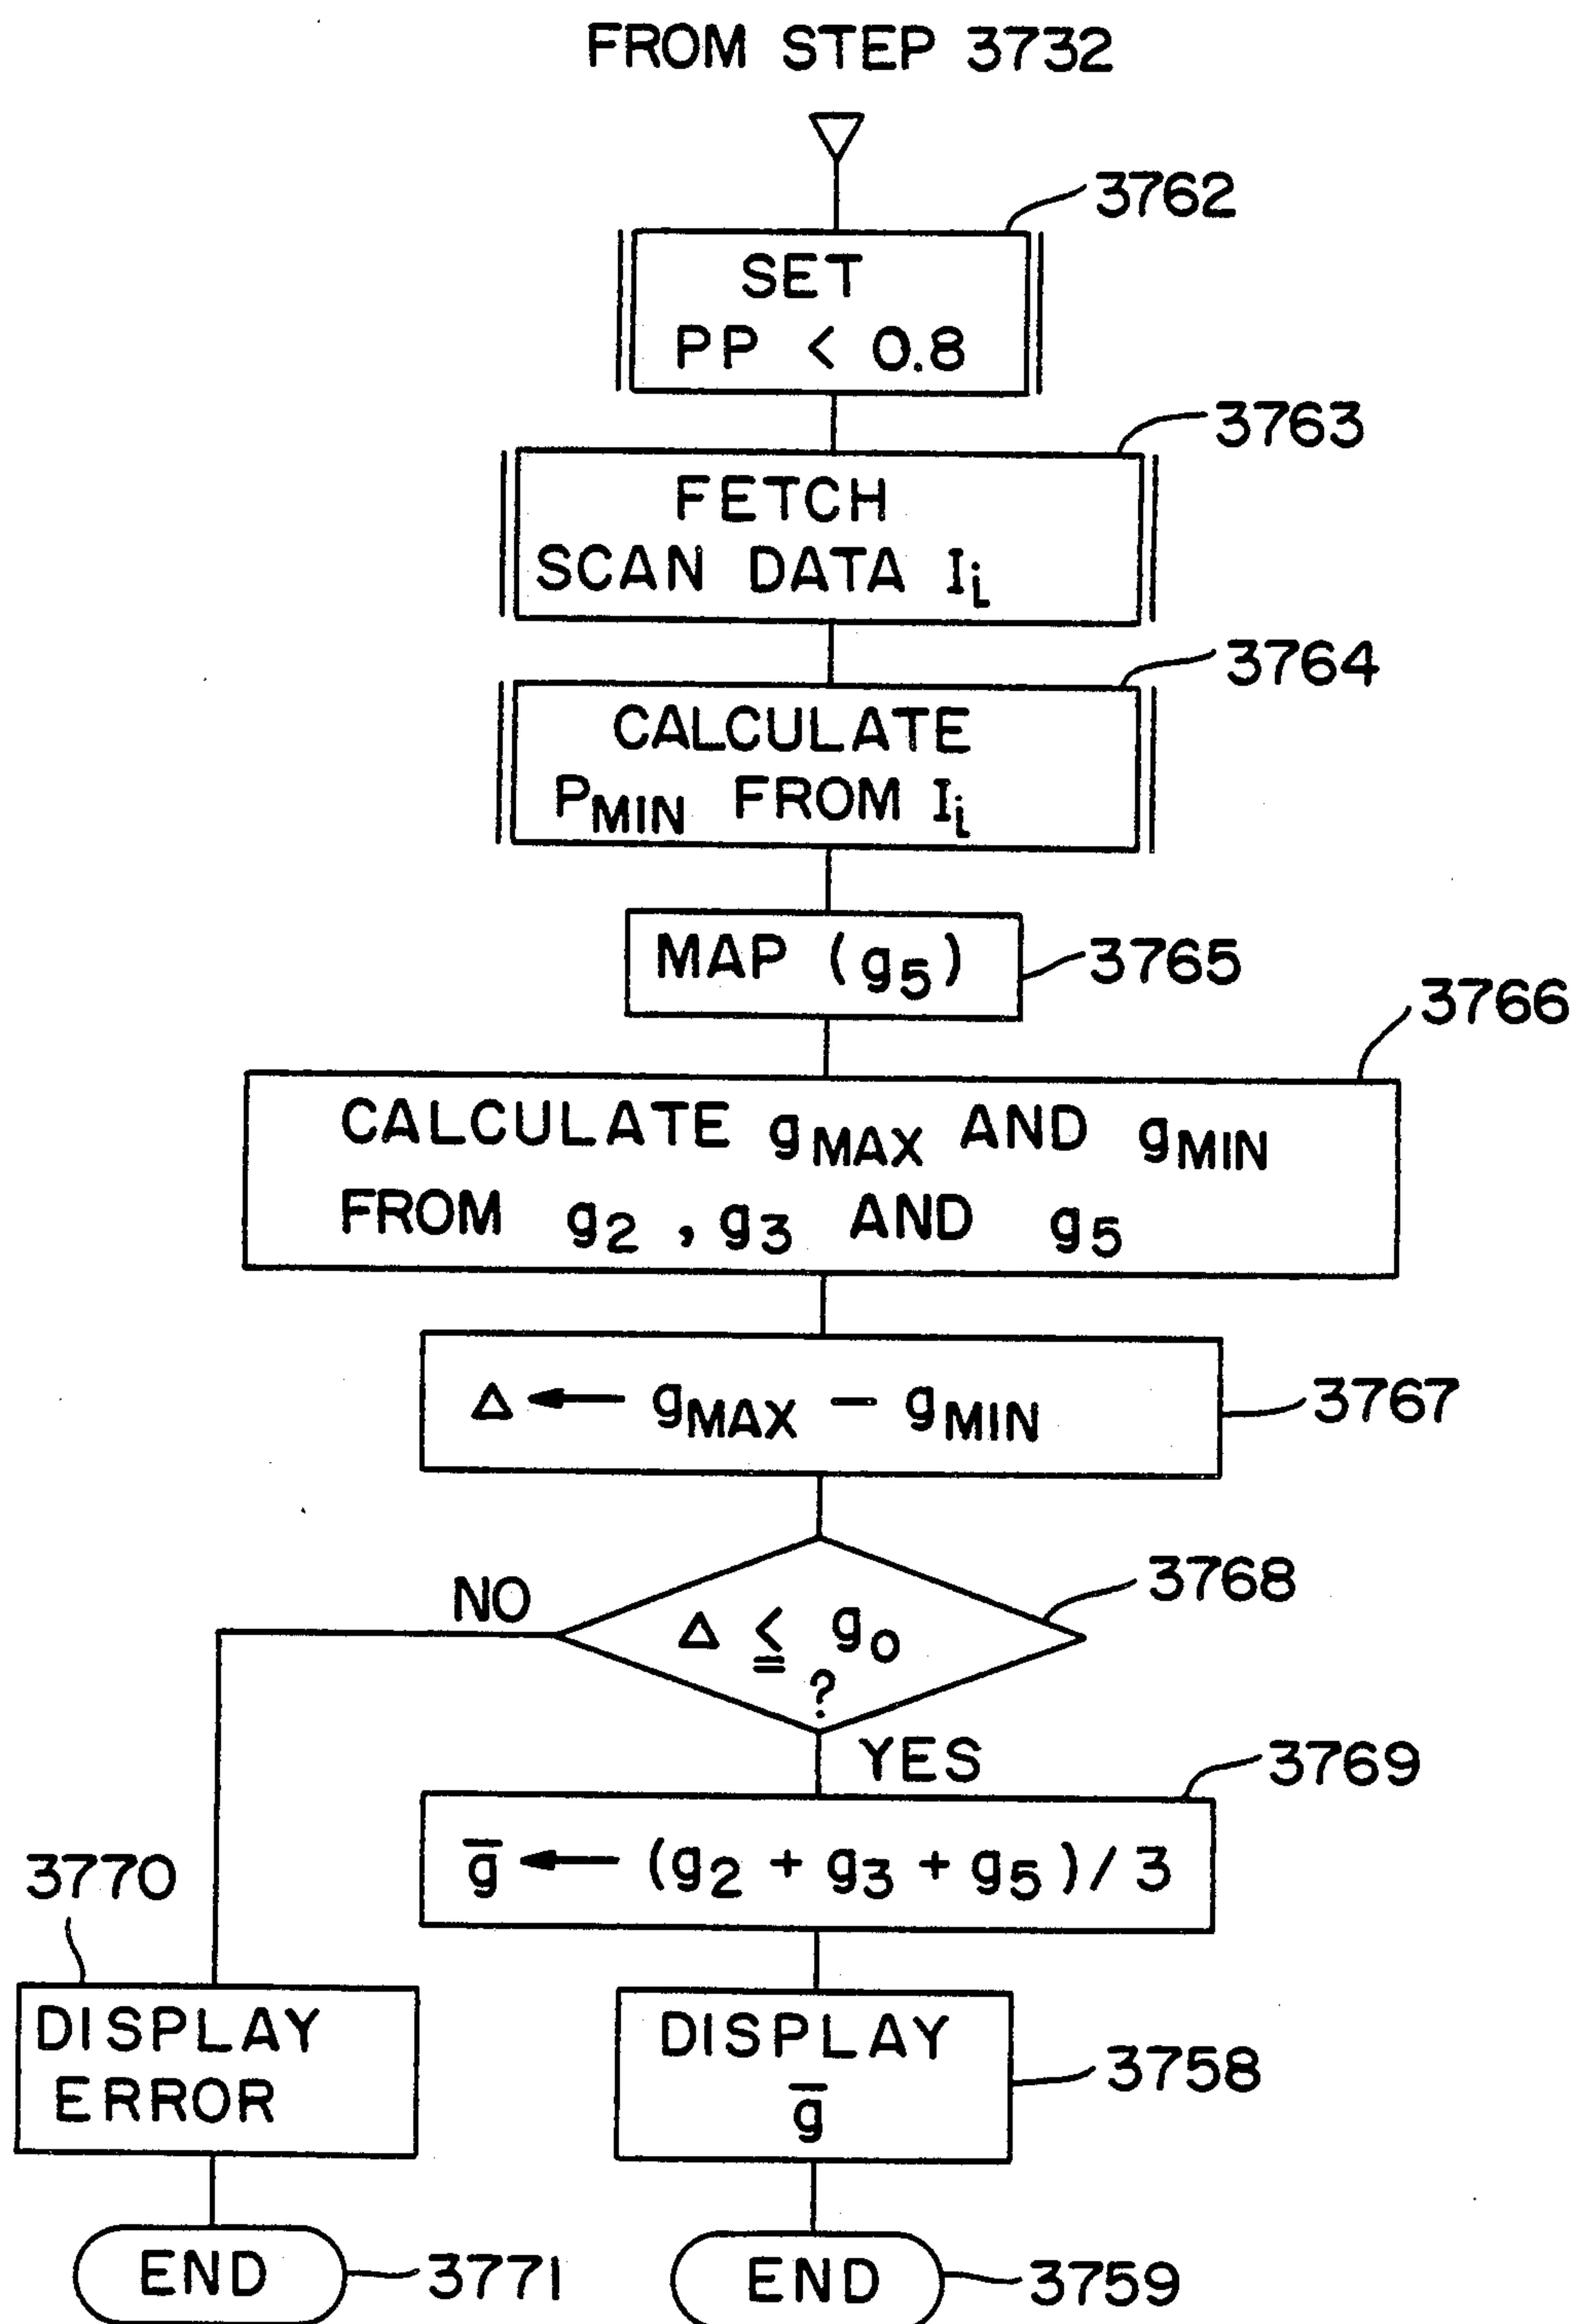 FROM STEP 3732
3762
SET
PP < 0.8
3763
FETCH
SCAN DATA Ii
3764
CALCULATE
PMIN FROM Ii
MAP (g5)
3765
3766
CALCULATE gMAX AND gMIN
FROM g2 , g3 AND g5
Δ ← gMAX − gMIN
3767
3768
NO
Δ ≦ g0
?
YES
3769
g̅ ← (g2 + g3 + g5) / 3
3770
DISPLAY
ERROR
DISPLAY
g̅
3758
END
3771
END
3759